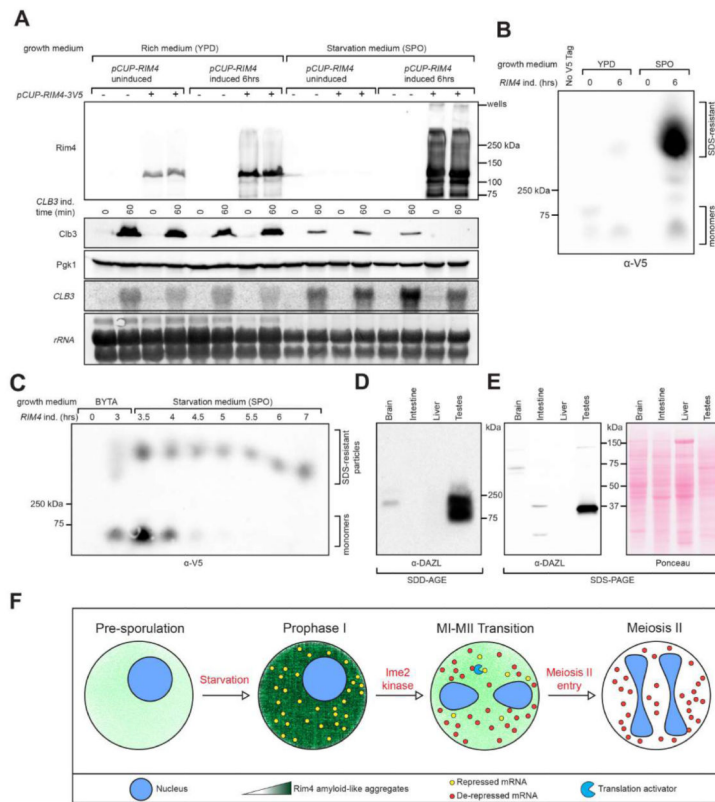 A
growth medium
Rich medium (YPD)
Starvation medium (SPO)
pCUP-RIM4 uninduced
pCUP-RIM4 induced 6hrs
pCUP-RIM4 uninduced
pCUP-RIM4 induced 6hrs
pCUP-RIM4-3V5 - - + + - - + + - - + + - - + +
Rim4
wells
250 kDa
150
100
75
CLB3 ind. time (min) 0 60 0 60 0 60 0 60 0 60 0 60 0 60 0 60
Clb3
Pgk1
CLB3
rRNA
B
No V5 Tag
growth medium YPD SPO
RIM4 ind. (hrs) 0 6 0 6
SDS-resistant
250 kDa
75
monomers
α-V5
C
growth medium BYTA Starvation medium (SPO)
RIM4 ind. (hrs) 0 3 3.5 4 4.5 5 5.5 6 7
SDS-resistant particles
250 kDa
75
monomers
α-V5
D
Brain Intestine Liver Testes
kDa
250
75
α-DAZL
SDD-AGE
E
Brain Intestine Liver Testes
kDa
150
100
75
50
37
α-DAZL
Brain Intestine Liver Testes
Ponceau
SDS-PAGE
F
Pre-sporulation
Starvation
Prophase I
Ime2 kinase
MI-MII Transition
Meiosis II entry
Meiosis II
Nucleus
Rim4 amyloid-like aggregates
Repressed mRNA
De-repressed mRNA
Translation activator